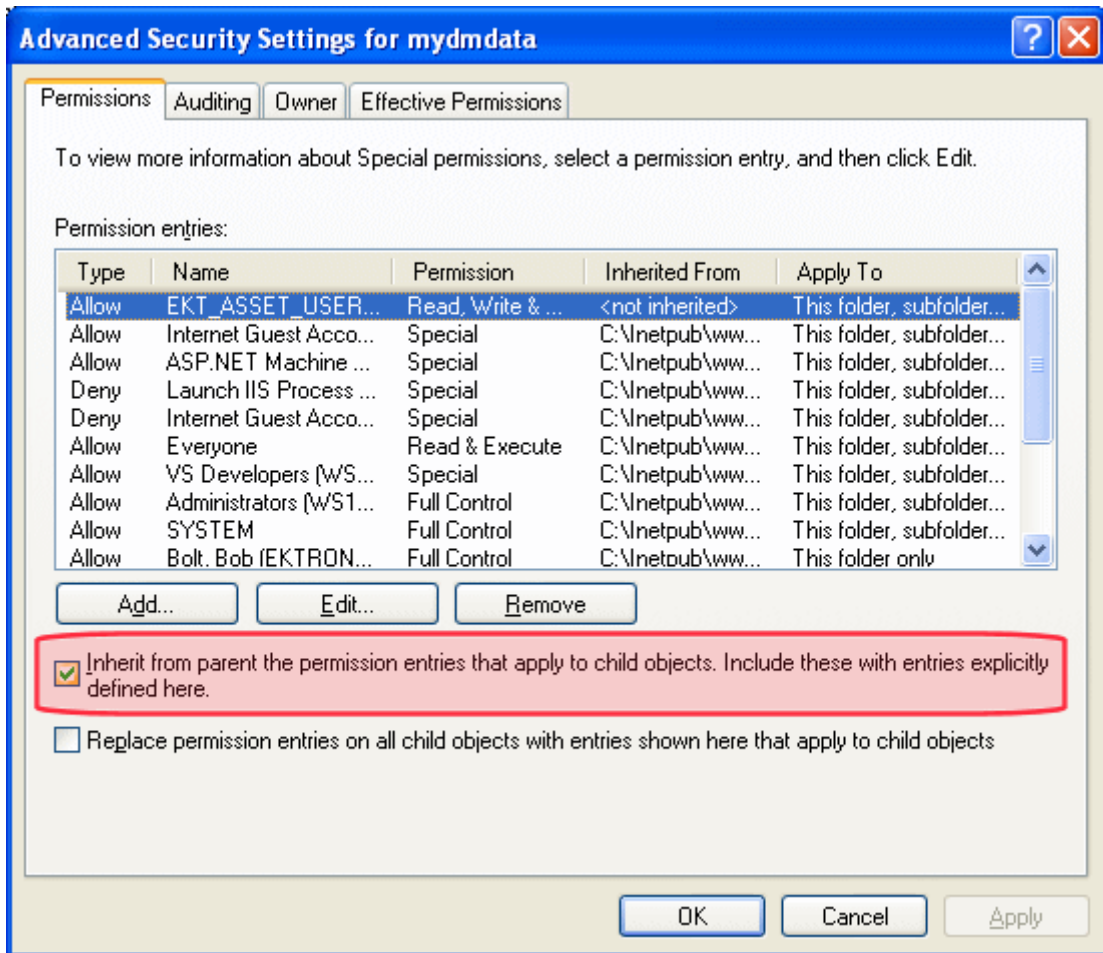 Advanced Security Settings for mydmdata
Permissions Auditing Owner Effective Permissions
To view more information about Special permissions, select a permission entry, and then click Edit.
Permission entries:
Type Name Permission Inherited From Apply To
Allow EKT_ASSET_USER... Read, Write & ... <not inherited> This folder, subfolder...
Allow Internet Guest Acco... Special C:\Inetpub\ww... This folder, subfolder...
Allow ASP.NET Machine ... Special C:\Inetpub\ww... This folder, subfolder...
Deny Launch IIS Process ... Special C:\Inetpub\ww... This folder, subfolder...
Deny Internet Guest Acco... Special C:\Inetpub\ww... This folder, subfolder...
Allow Everyone Read & Execute C:\Inetpub\ww... This folder, subfolder...
Allow VS Developers (WS... Special C:\Inetpub\ww... This folder, subfolder...
Allow Administrators (WS1... Full Control C:\Inetpub\ww... This folder, subfolder...
Allow SYSTEM Full Control C:\Inetpub\ww... This folder, subfolder...
Allow Bolt, Bob (EKTRON... Full Control C:\Inetpub\ww... This folder only
Add... Edit... Remove
Inherit from parent the permission entries that apply to child objects. Include these with entries explicitly
defined here.
Replace permission entries on all child objects with entries shown here that apply to child objects
OK Cancel Apply